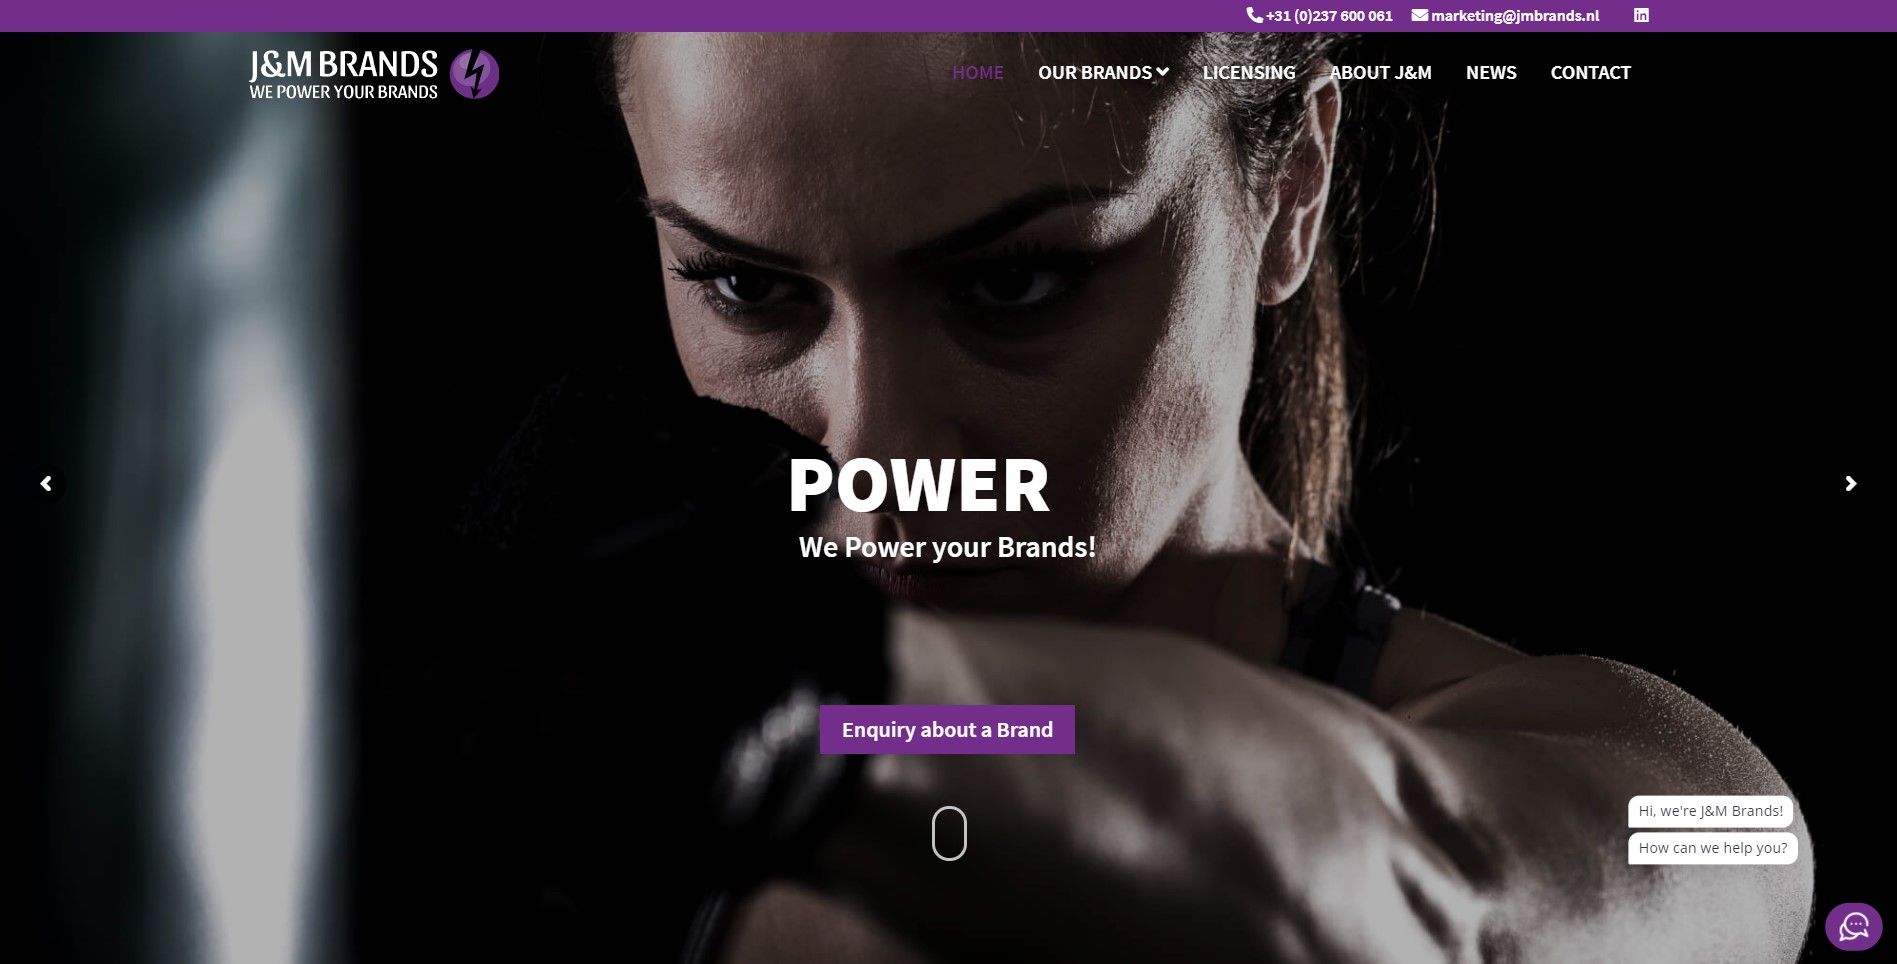 +31 (0)237 600 061 marketing@jmbrands.nl
J&M BRANDS
WE POWER YOUR BRANDS
HOME OUR BRANDS LICENSING ABOUT J&M NEWS CONTACT
POWER
We Power your Brands!
Enquiry about a Brand
Hi, we're J&M Brands!
How can we help you?